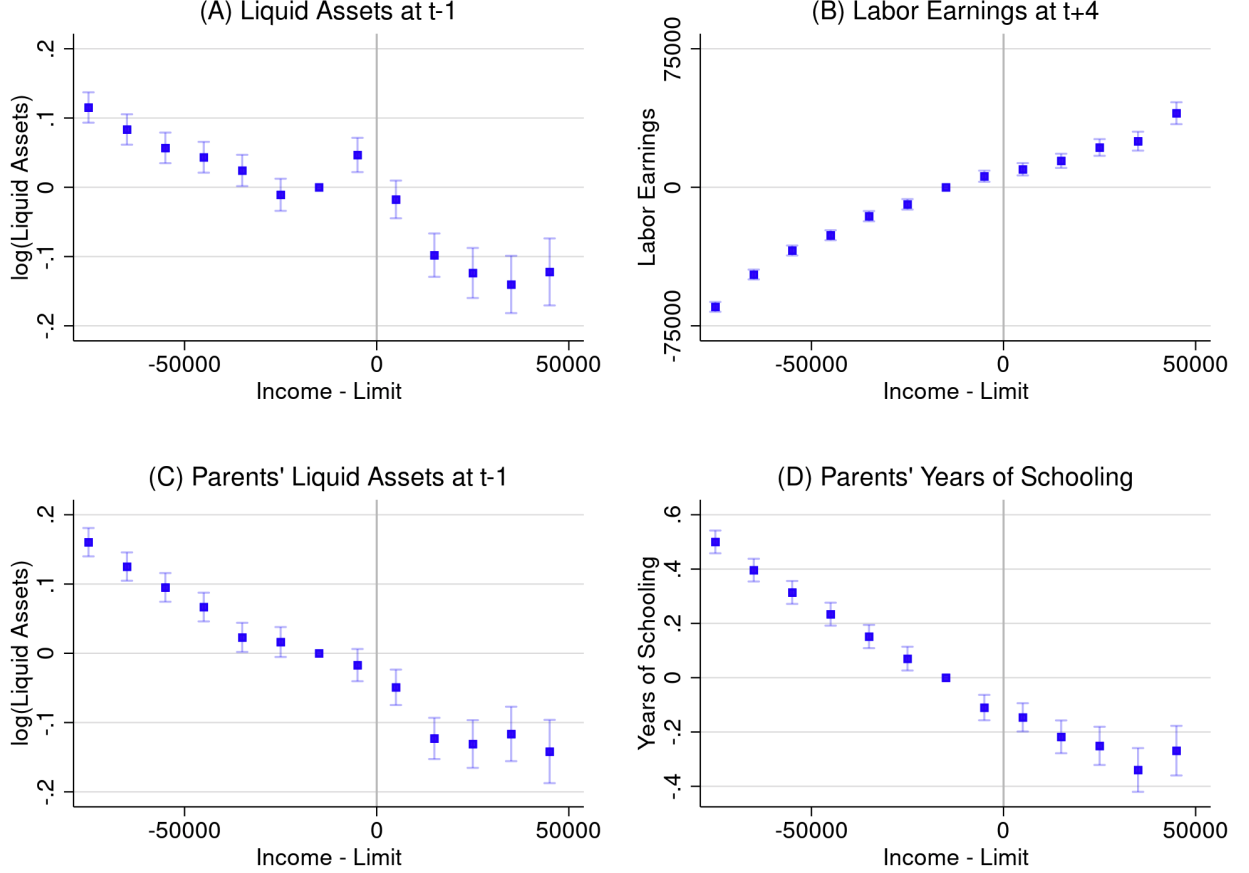 (A) Liquid Assets at t-1
log(Liquid Assets)
.2
.1
0
-.1
-.2
-50000
0
50000
Income - Limit
(B) Labor Earnings at t+4
Labor Earnings
75000
0
-75000
-50000
0
50000
Income - Limit
(C) Parents' Liquid Assets at t-1
log(Liquid Assets)
.2
.1
0
-.1
-.2
-50000
0
50000
Income - Limit
(D) Parents' Years of Schooling
Years of Schooling
.6
.4
.2
0
-.2
-.4
-50000
0
50000
Income - Limit